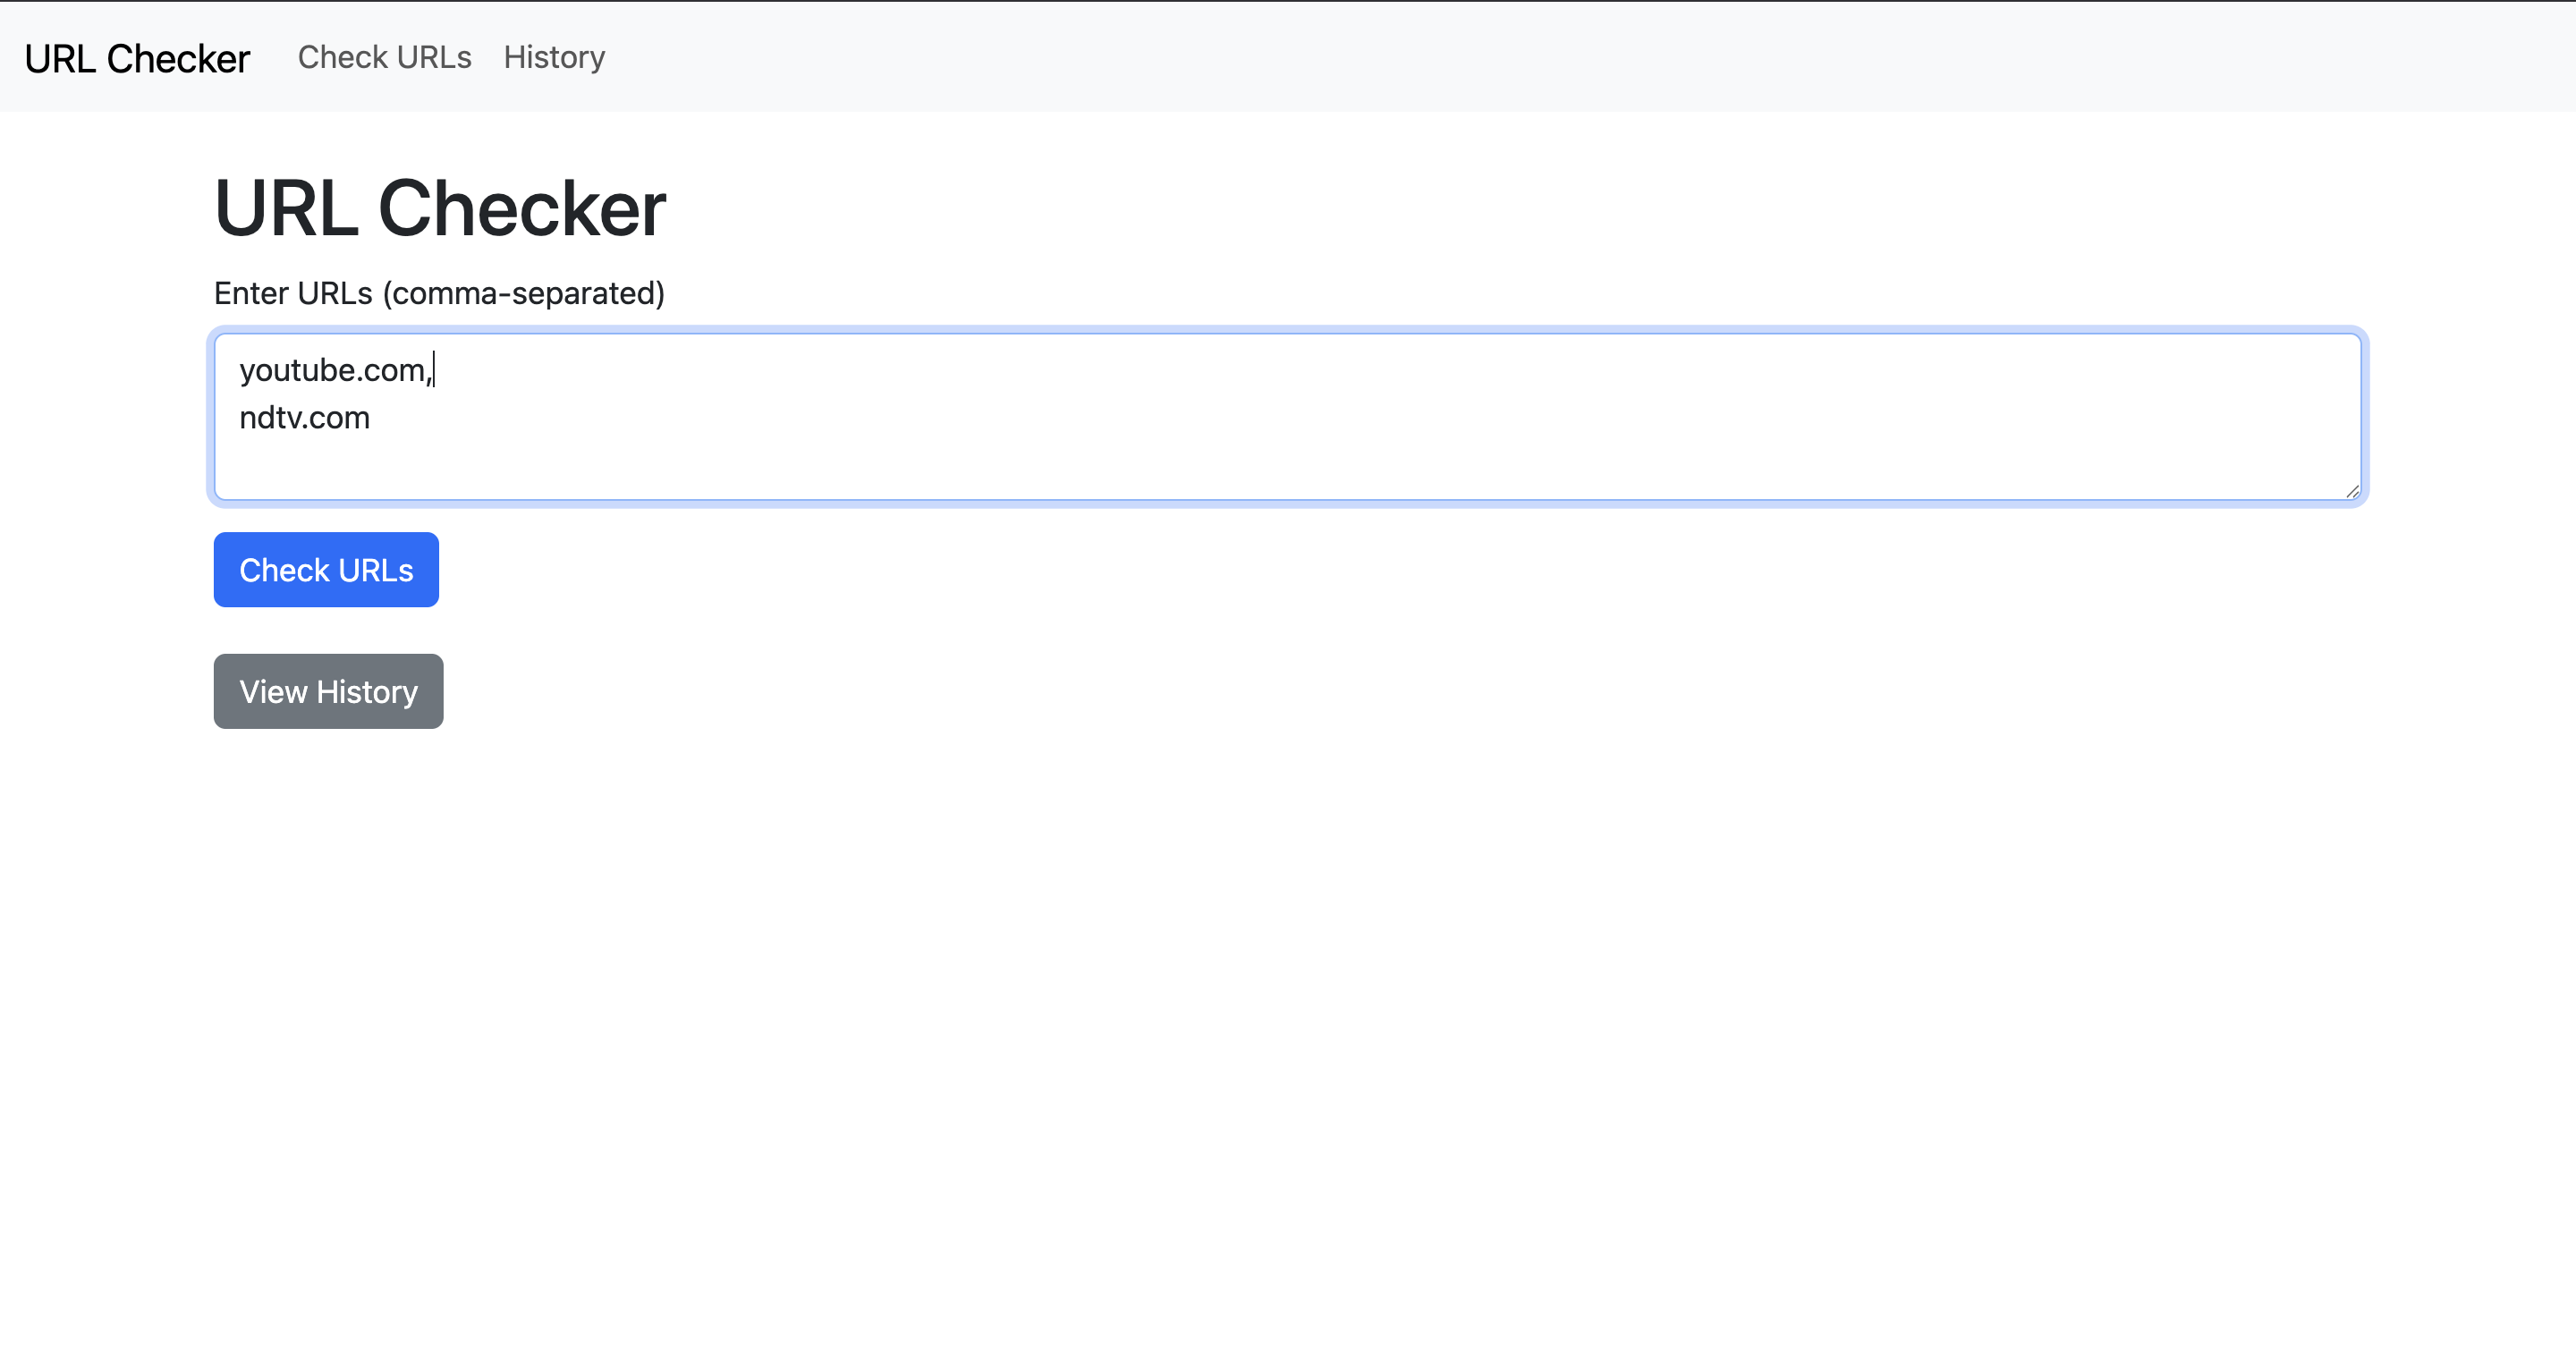 URL Checker Check URLs History
URL Checker
Enter URLs (comma-separated)
youtube.com,
ndtv.com
Check URLs
View History